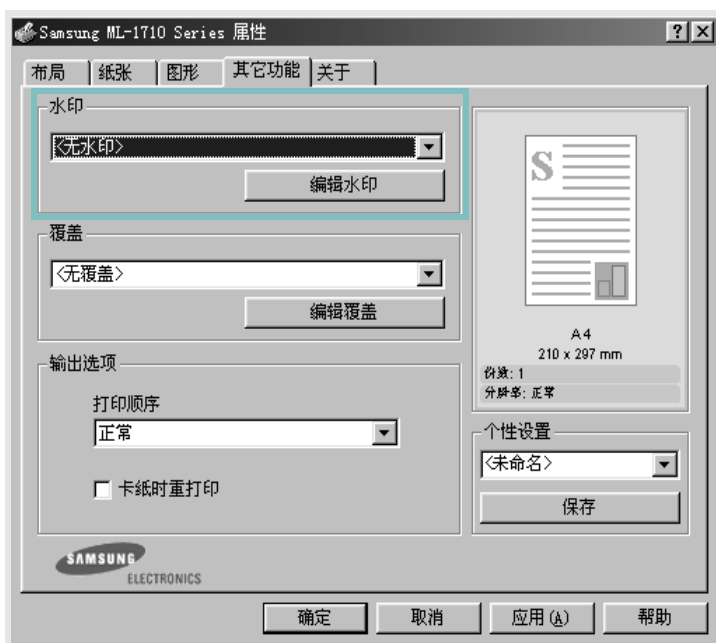 Samsung ML-1710 Series 属性
布局 纸张 图形 其它功能 关于
水印
<无水印>
编辑水印
覆盖
<无覆盖>
编辑覆盖
输出选项
打印顺序
正常
卡纸时重打印
S
A4
210 x 297 mm
份数: 1
分辨率: 正常
个性设置
<未命名>
保存
SAMSUNG
ELECTRONICS
确定 取消 应用(A) 帮助